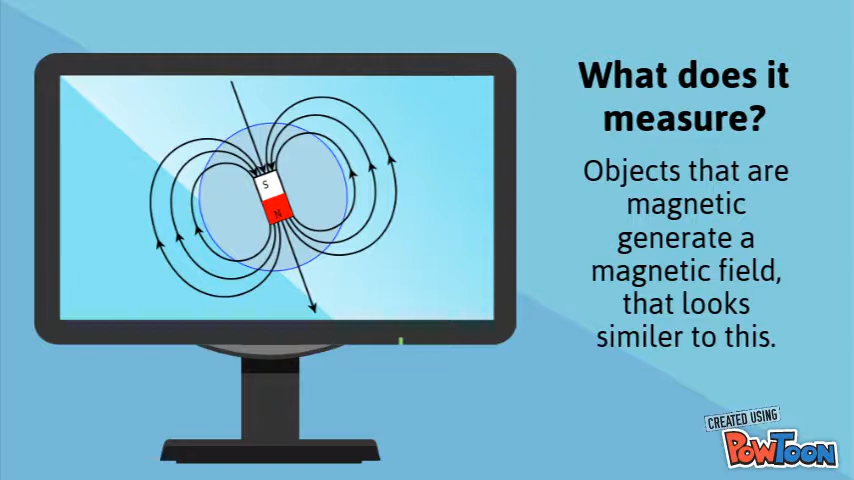 What does it
measure?
Objects that are
magnetic
generate a
magnetic field,
that looks
similer to this.
S
N
CREATED USING
POWTOON